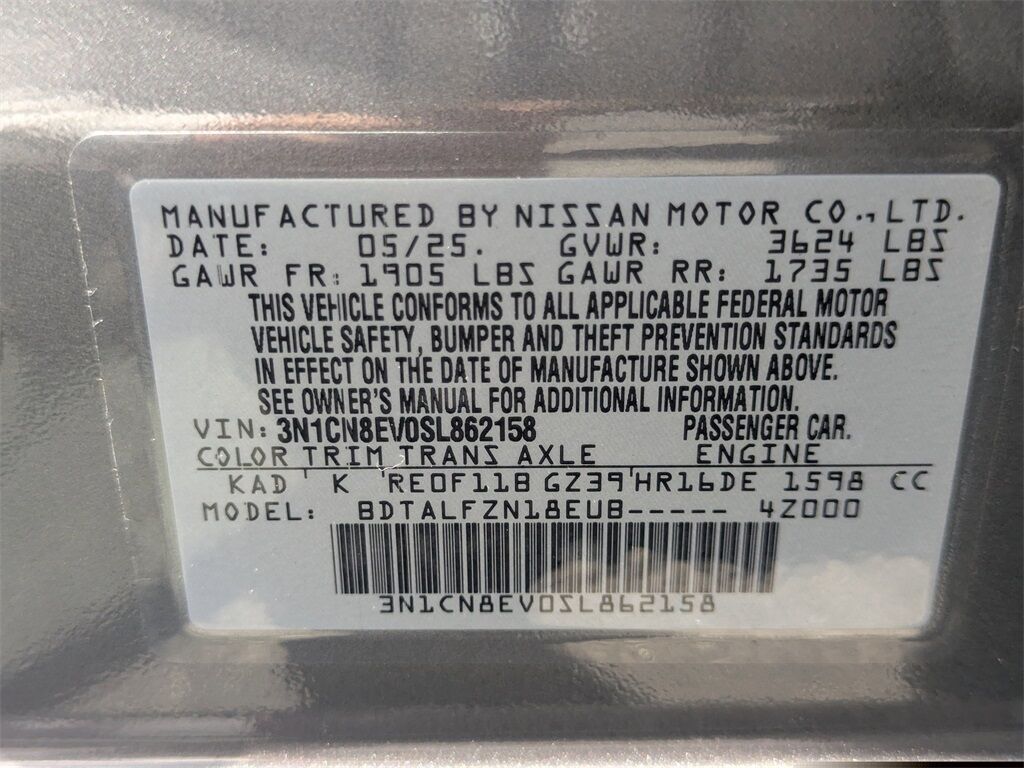 MANUFACTURED BY NISSAN MOTOR CO., LTD.
DATE: 05/25. GVWR: 3624 LBS
GAWR FR: 1905 LBS GAWR RR: 1735 LBS
THIS VEHICLE CONFORMS TO ALL APPLICABLE FEDERAL MOTOR
VEHICLE SAFETY, BUMPER AND THEFT PREVENTION STANDARDS
IN EFFECT ON THE DATE OF MANUFACTURE SHOWN ABOVE.
SEE OWNER'S MANUAL FOR ADDITIONAL INFORMATION.
VIN: 3N1CN8EV0SL862158 PASSENGER CAR.
COLOR TRIM TRANS AXLE ENGINE
KAD K RE0F11B GZ39 HR16DE 1598 CC
MODEL: BDTALFZN18EUB----- 4Z000
3N1CN8EV0SL862158